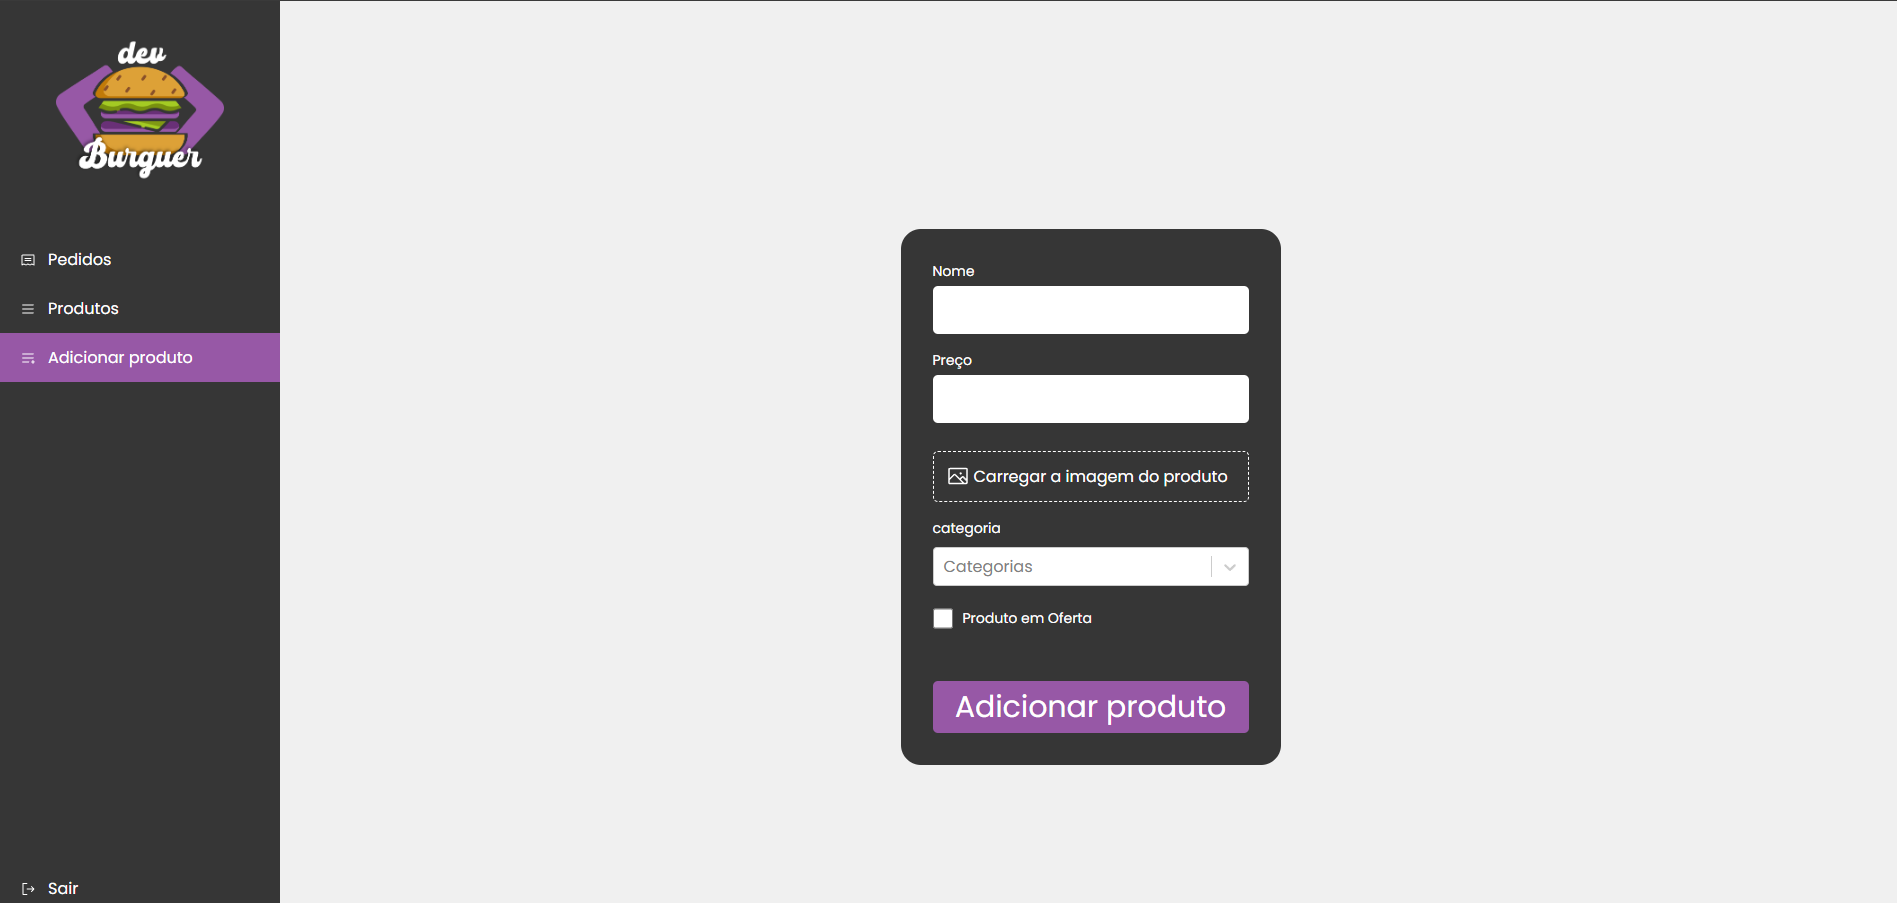 dev
Burguer
Pedidos
Produtos
Adicionar produto
Sair
Nome
Preço
Carregar a imagem do produto
categoria
Categorias
Produto em Oferta
Adicionar produto